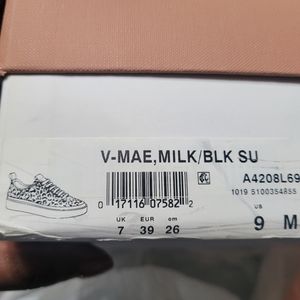 V-MAE,MILK/BLK SU
A4208L69
1019 5100354855
0 17116 07582 2
UK EUR cm
7 39 26
US
9 M